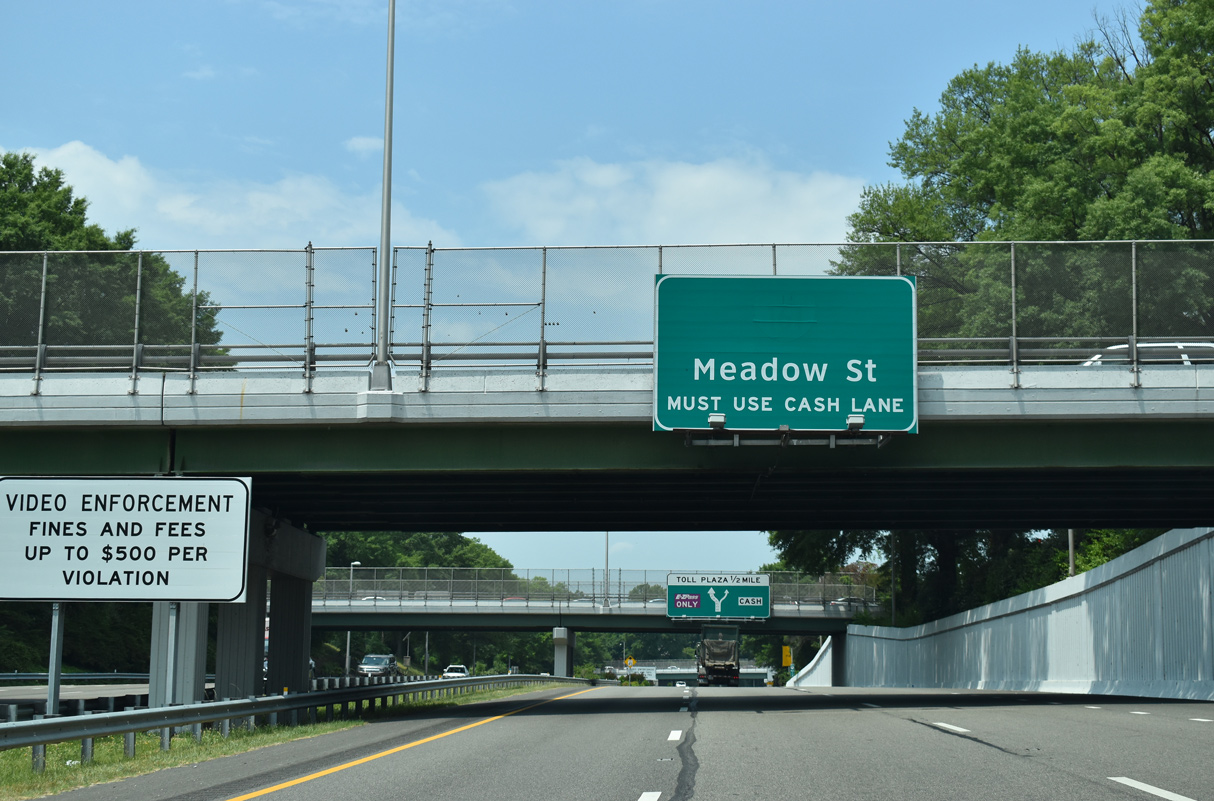 Meadow St
MUST USE CASH LANE
VIDEO ENFORCEMENT
FINES AND FEES
UP TO $500 PER
VIOLATION
TOLL PLAZA 1/2 MILE
E-ZPass
ONLY
CASH